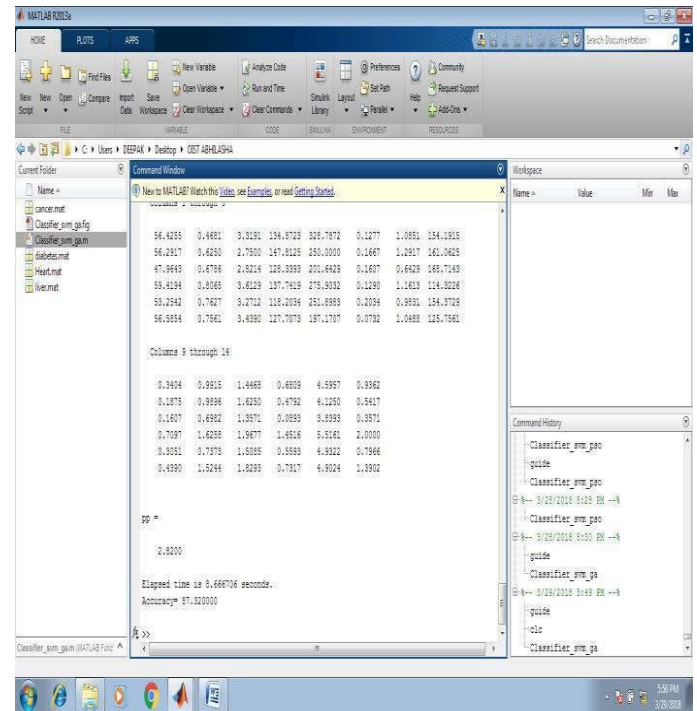 MATLAB R2013a
HOME PLOTS APPS
Search Documentation
New Script
New
Open
Find Files
Compare
Import Data
Save Workspace
New Variable
Open Variable
Clear Workspace
Analyze Code
Run and Time
Clear Commands
Simulink Library
Layout
Preferences
Set Path
Parallel
Help
Community
Request Support
Add-Ons
FILE VARIABLE CODE SIMULINK ENVIRONMENT RESOURCES
C: Users DEEPAK Desktop OIST ABHILASHA
Current Folder
Name
cancer.mat
Classifier_svm_ga.fig
Classifier_svm_ga.m
diabetes.mat
Heart.mat
liver.mat
Classifier_svm_ga.m (MATLAB Func
Command Window
New to MATLAB? Watch this Video, see Examples, or read Getting Started.
56.4255 0.4681 3.3191 134.8723 328.7872 0.1277 1.0851 154.1915
56.2917 0.6250 2.7500 147.8125 250.0000 0.1667 1.2917 161.0625
47.9643 0.6786 2.8214 128.3393 201.6429 0.1607 0.6429 168.7143
59.4194 0.8065 3.6129 137.7419 275.9032 0.1290 1.1613 114.3226
53.2542 0.7627 3.2712 118.2034 251.8983 0.2034 0.9831 154.3729
56.5854 0.7561 3.4390 127.7073 197.1707 0.0732 1.0488 125.7561
Columns 9 through 14
0.3404 0.9915 1.4468 0.6809 4.5957 0.9362
0.1875 0.9896 1.6250 0.4792 4.1250 0.5417
0.1607 0.6982 1.3571 0.0893 3.8393 0.3571
0.7097 1.6258 1.9677 1.4516 5.5161 2.0000
0.3051 0.7373 1.5085 0.5593 4.9322 0.7966
0.4390 1.5244 1.8293 0.7317 4.9024 1.3902
pp =
2.8200
Elapsed time is 8.666706 seconds.
Accuracy= 87.320000
fx >>
Workspace
Name Value Min Max
Command History
Classifier_svm_pso
guide
Classifier_svm_pso
Classifier_svm_pso
guide
Classifier_svm_ga
guide
clc
Classifier_svm_ga
5:56 PM
3/29/2018